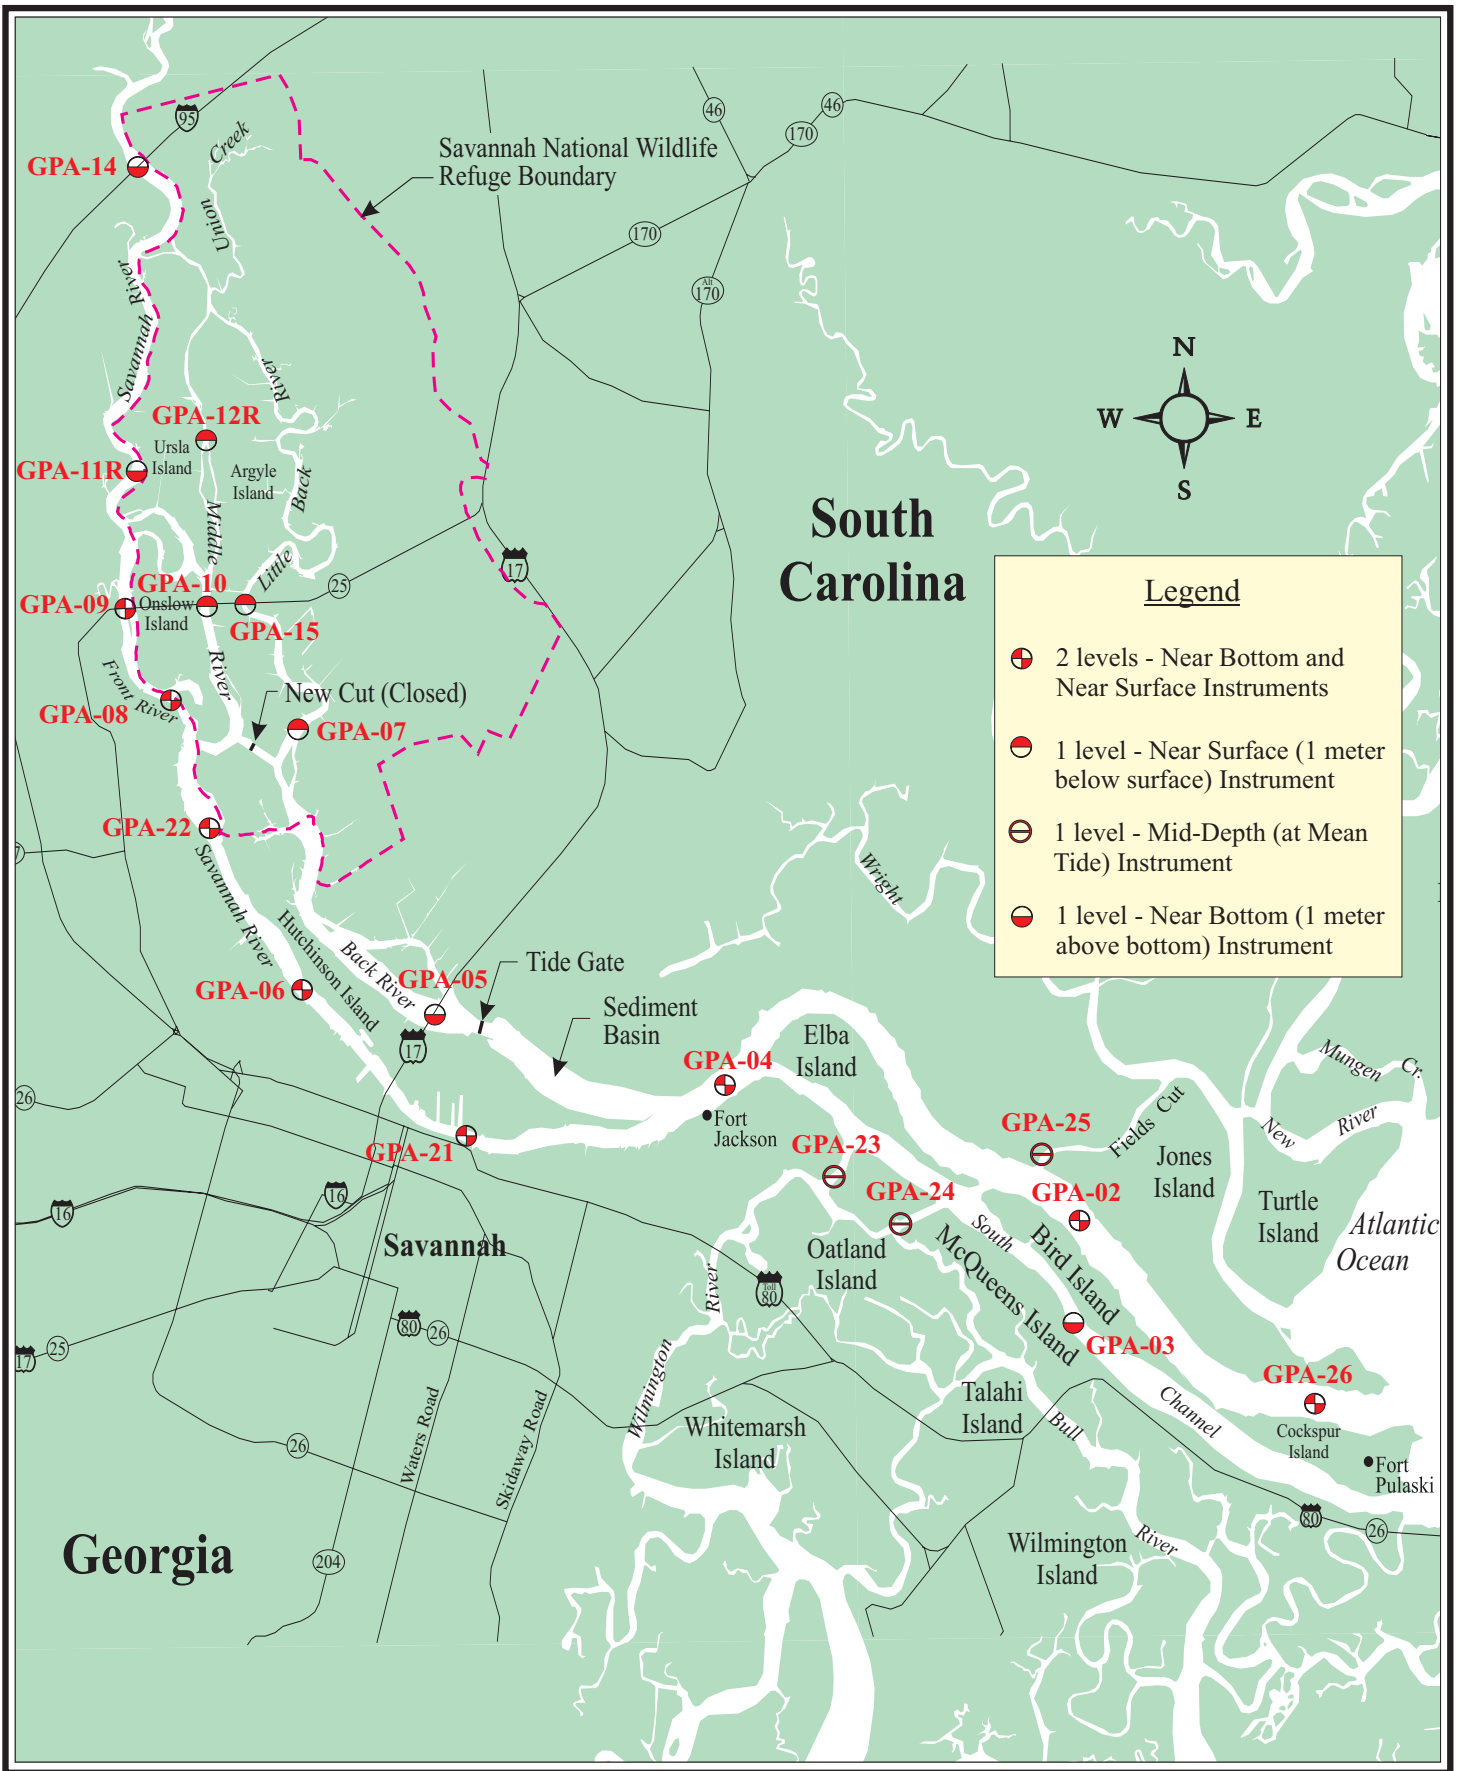 95
Creek
Union
46
46
170
Savannah National Wildlife
Refuge Boundary
GPA-14
170
Alt
170
River
Savannah
N
W
E
S
River
GPA-12R
Ursla
Island
GPA-11R
Argyle
Island
Back
Middle
South
Carolina
Little
17
25
GPA-10
GPA-09
Onslow
Island
GPA-15
River
Front River
GPA-08
New Cut (Closed)
GPA-07
GPA-22
Legend
2 levels - Near Bottom and
Near Surface Instruments
1 level - Near Surface (1 meter
below surface) Instrument
1 level - Mid-Depth (at Mean
Tide) Instrument
1 level - Near Bottom (1 meter
above bottom) Instrument
7
Savannah River
Wright
Hutchinson Island
Back River
GPA-05
Tide Gate
GPA-06
Sediment
Basin
17
Elba
Island
GPA-04
Fort
Jackson
Mungen
Cr.
26
Fields
Cut
New
River
GPA-25
GPA-21
GPA-23
Jones
Island
GPA-24
GPA-02
16
16
Turtle
Island
Atlantic
Ocean
Savannah
Oatland
Island
South
Bird Island
McQueens Island
River
Toll
80
80
26
25
17
GPA-03
GPA-26
Wilmington
Talahi
Island
Channel
Bull
Whitemarsh
Island
Cockspur
Island
Fort
Pulaski
26
Waters Road
Skidaway Road
80
26
Wilmington
Island
River
Georgia
204